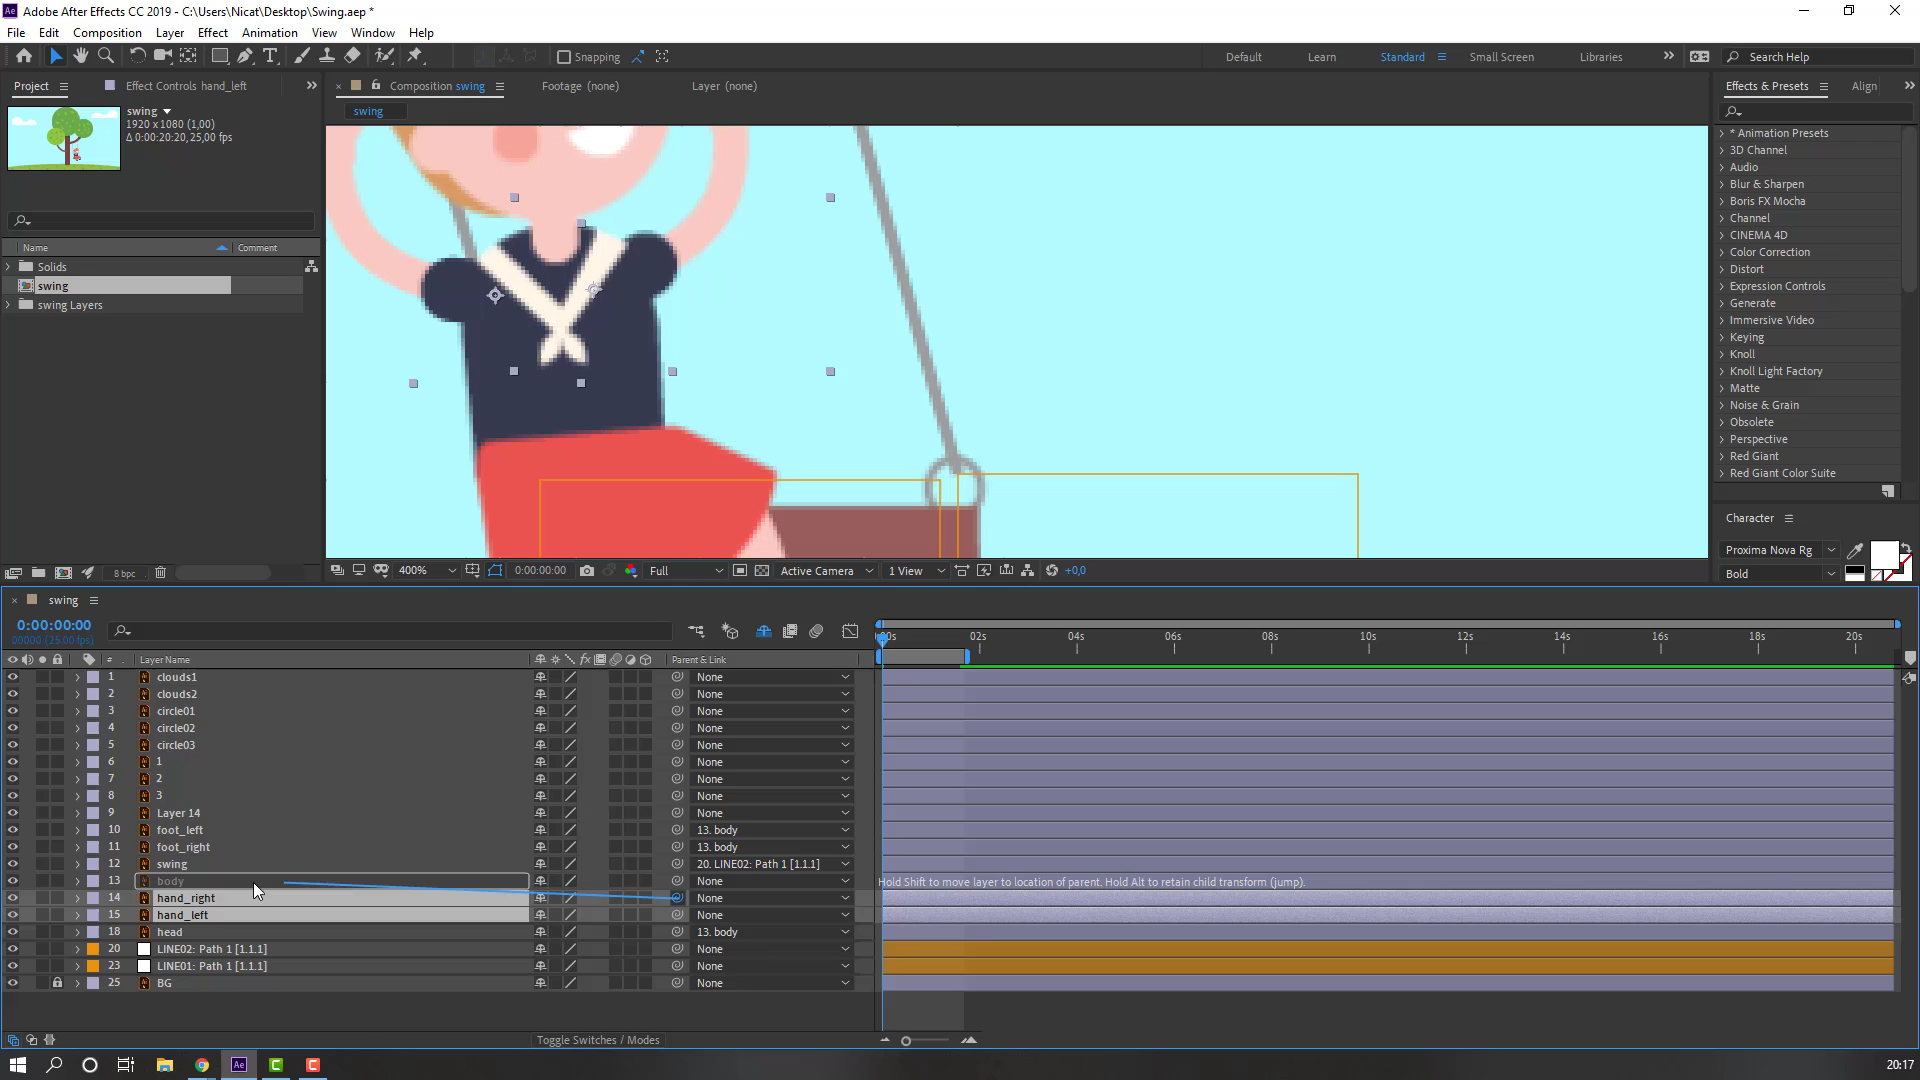 Adobe After Effects CC 2019 - C:\Users\Nicat\Desktop\Swing.aep *
File Edit Composition Layer Effect Animation View Window Help
Snapping Default Learn Standard Small Screen Libraries Search Help
Project Effect Controls hand_left Composition swing Footage (none) Layer (none) Effects & Presets Align
swing
1920 x 1080 (1,00)
Δ 0:00:20:20, 25,00 fps
swing
Name Comment
Solids
swing
swing Layers
* Animation Presets
3D Channel
Audio
Blur & Sharpen
Boris FX Mocha
Channel
CINEMA 4D
Color Correction
Distort
Expression Controls
Generate
Immersive Video
Keying
Knoll
Knoll Light Factory
Matte
Noise & Grain
Obsolete
Perspective
Red Giant
Red Giant Color Suite
Character
Proxima Nova Rg
Bold
8 bpc 400% 0:00:00:00 Full Active Camera 1 View +0,0
swing
0:00:00:00
00000 (25.00 fps)
00s 02s 04s 06s 08s 10s 12s 14s 16s 18s 20s
# Layer Name Parent & Link
1 clouds1 None
2 clouds2 None
3 circle01 None
4 circle02 None
5 circle03 None
6 1 None
7 2 None
8 3 None
9 Layer 14 None
10 foot_left 13. body
11 foot_right 13. body
12 swing 20. LINE02: Path 1 [1.1.1]
13 body None Hold Shift to move layer to location of parent. Hold Alt to retain child transform (jump).
14 hand_right None
15 hand_left None
18 head 13. body
20 LINE02: Path 1 [1.1.1] None
23 LINE01: Path 1 [1.1.1] None
25 BG None
Toggle Switches / Modes
20:17